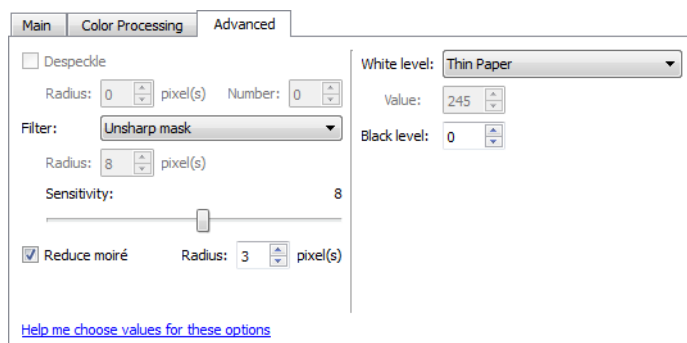 Main Color Processing Advanced
Despeckle
Radius: 0 pixel(s) Number: 0
Filter: Unsharp mask
Radius: 8 pixel(s)
Sensitivity: 8
Reduce moiré Radius: 3 pixel(s)
Help me choose values for these options
White level: Thin Paper
Value: 245
Black level: 0